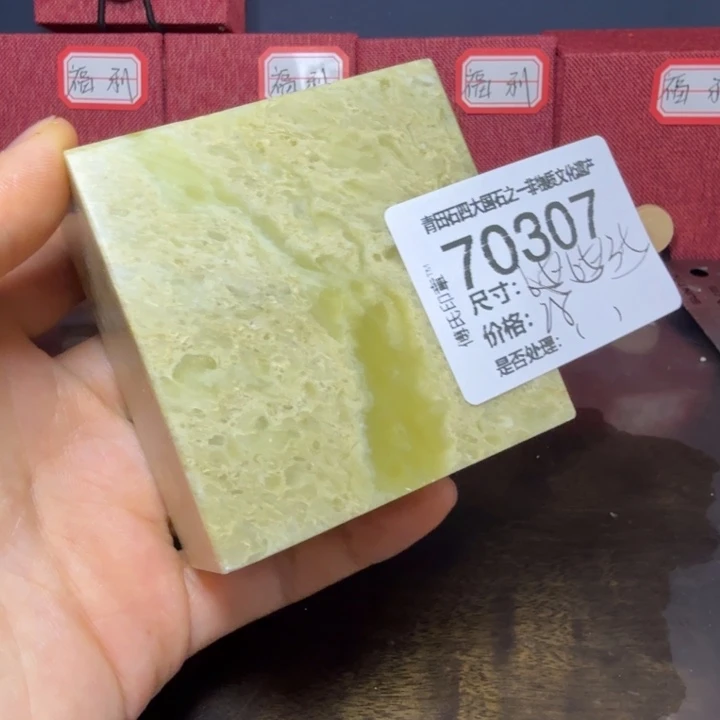 福利
福利
福利
福利
青田石四大国石之一非物质文化遗产
70307
傅氏印章™
尺寸:
价格:
是否处理: